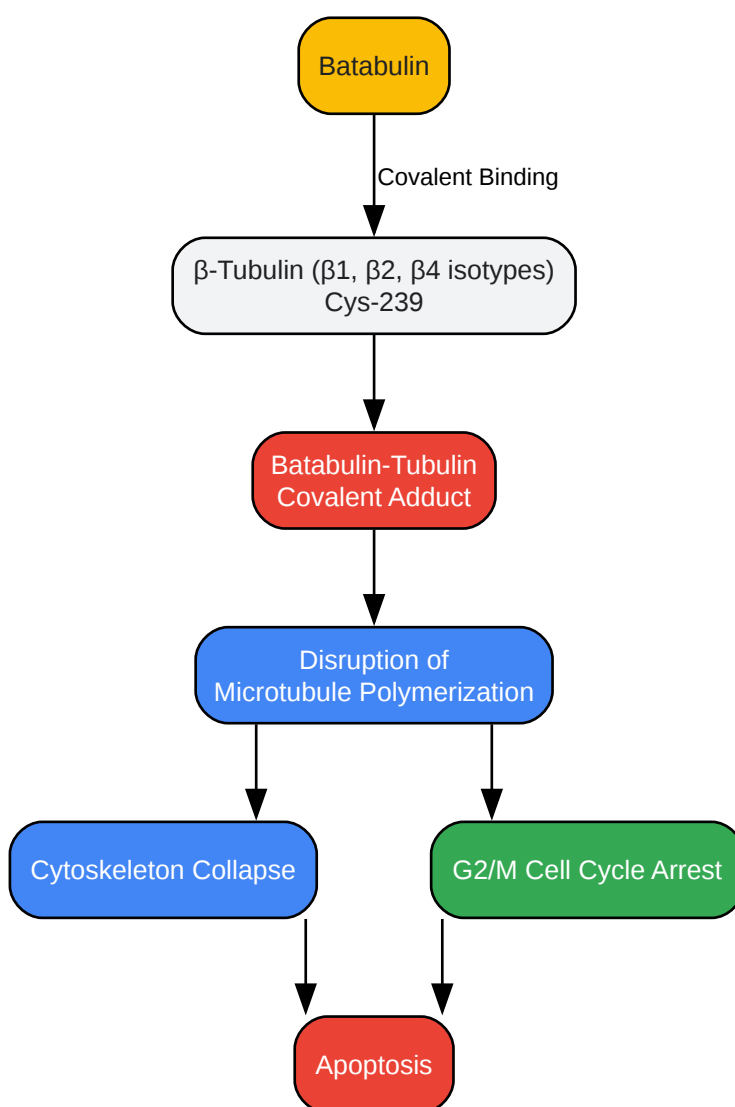 Batabulin
Covalent Binding
β-Tubulin (β1, β2, β4 isotypes)
Cys-239
Batabulin-Tubulin
Covalent Adduct
Disruption of
Microtubule Polymerization
Cytoskeleton Collapse
G2/M Cell Cycle Arrest
Apoptosis